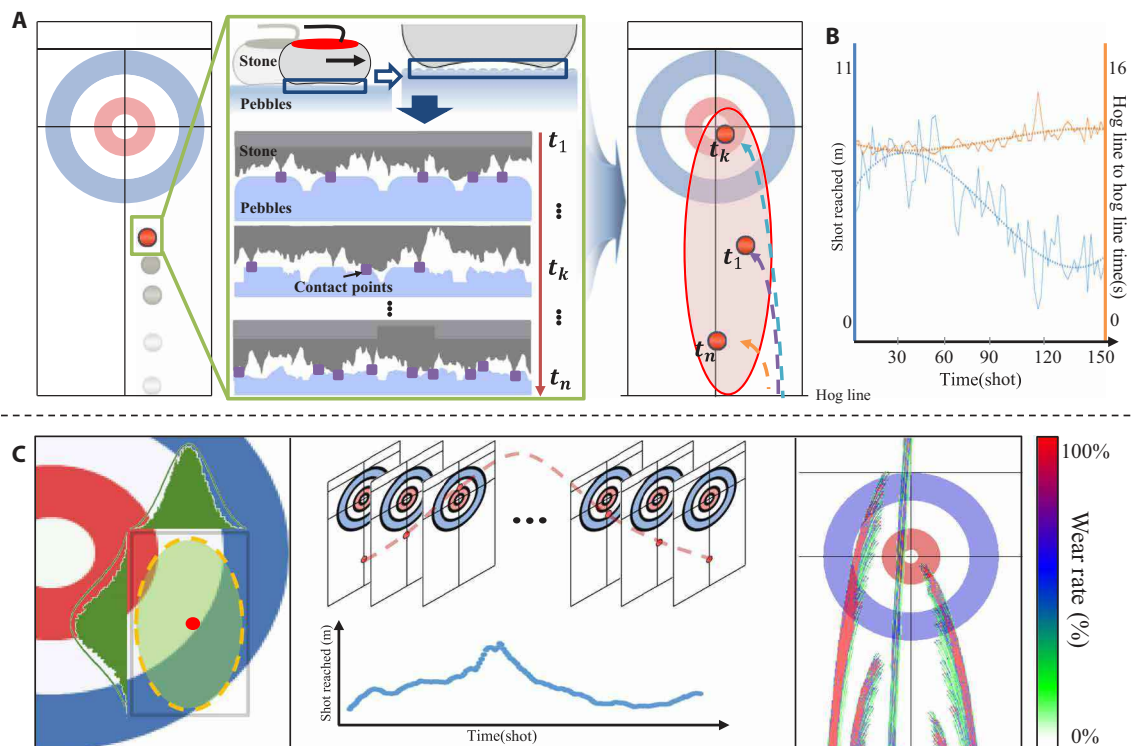 A
Stone
Pebbles
Stone
Pebbles
Contact points
t1
tk
tn
tk
t1
tn
Hog line
B
11
Shot reached (m)
0
16
Hog line to hog line time(s)
0
30
60
90
120
150
Time(shot)
C
Shot reached (m)
Time(shot)
100%
Wear rate (%)
0%